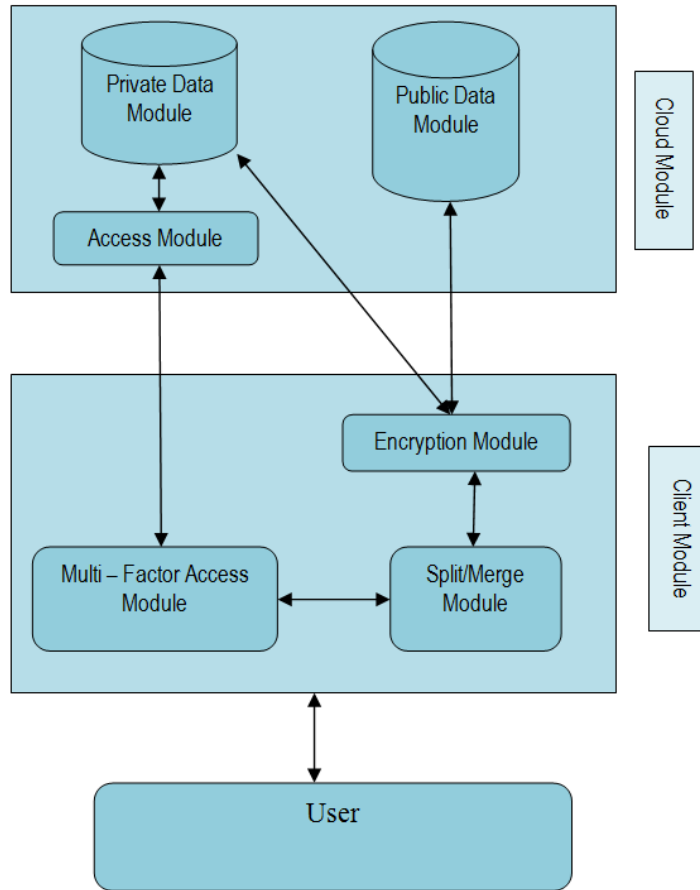 Private Data
Module
Public Data
Module
Cloud Module
Access Module
Encryption Module
Client Module
Multi – Factor Access
Module
Split/Merge
Module
User